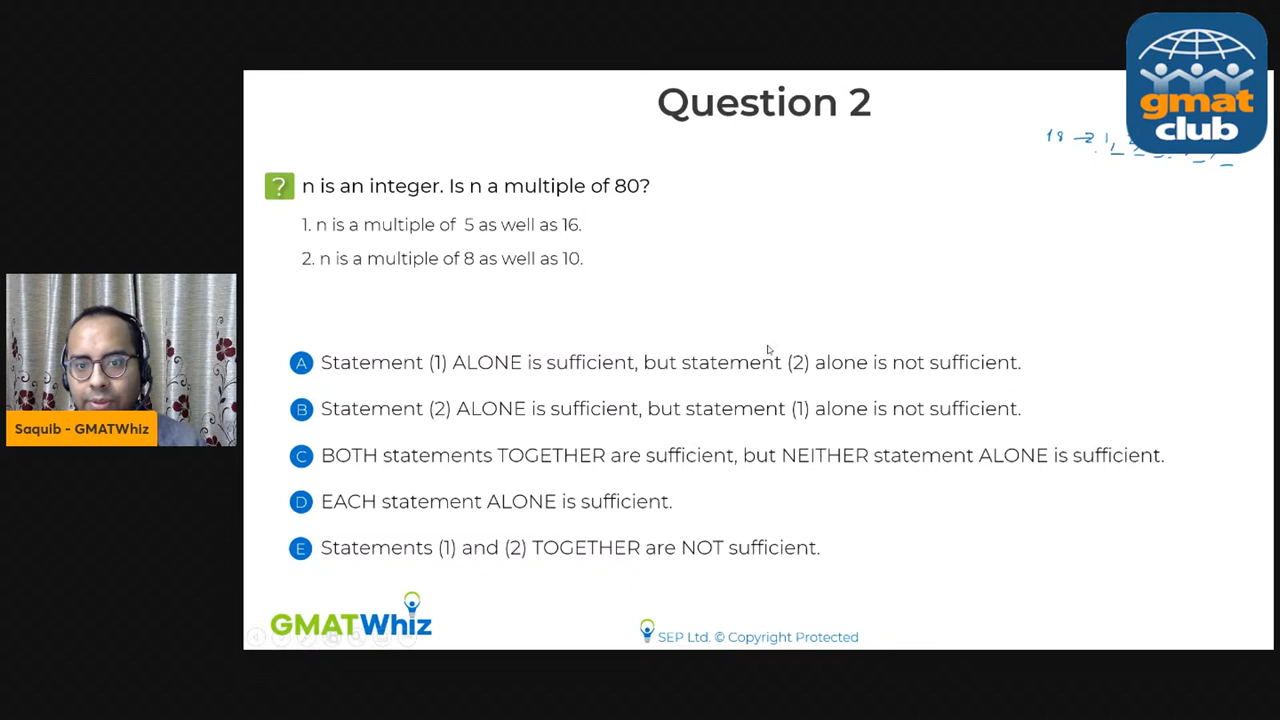 Question 2
gmat
club
18 →
? n is an integer. Is n a multiple of 80?
1. n is a multiple of 5 as well as 16.
2. n is a multiple of 8 as well as 10.
A Statement (1) ALONE is sufficient, but statement (2) alone is not sufficient.
B Statement (2) ALONE is sufficient, but statement (1) alone is not sufficient.
Saquib - GMATWhiz
C BOTH statements TOGETHER are sufficient, but NEITHER statement ALONE is sufficient.
D EACH statement ALONE is sufficient.
E Statements (1) and (2) TOGETHER are NOT sufficient.
GMATWhiz
SEP Ltd. © Copyright Protected